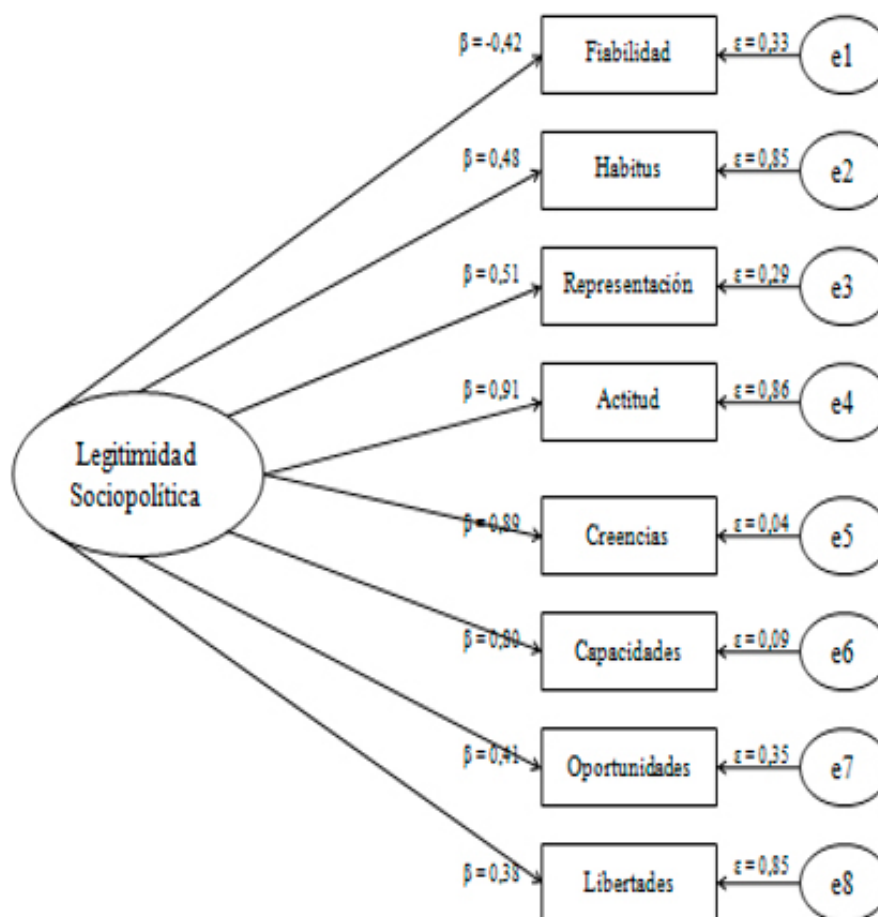 β = -0,42
Fiabilidad
ε = 0,33
e1
β = 0,48
Habitus
ε = 0,85
e2
β = 0,51
Representación
ε = 0,29
e3
β = 0,91
Actitud
ε = 0,86
e4
Legitimidad
Sociopolítica
β = 0,89
Creencias
ε = 0,04
e5
β = 0,80
Capacidades
ε = 0,09
e6
β = 0,41
Oportunidades
ε = 0,35
e7
β = 0,38
Libertades
ε = 0,85
e8